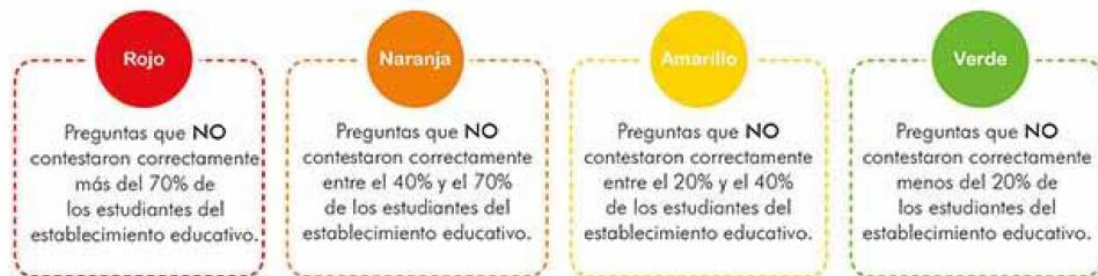 Rojo
Preguntas que NO
contestaron correctamente
más del 70% de
los estudiantes del
establecimiento educativo.
Naranja
Preguntas que NO
contestaron correctamente
entre el 40% y el 70%
de los estudiantes del
establecimiento educativo.
Amarillo
Preguntas que NO
contestaron correctamente
entre el 20% y el 40%
de los estudiantes del
establecimiento educativo.
Verde
Preguntas que NO
contestaron correctamente
menos del 20% de
los estudiantes del
establecimiento educativo.